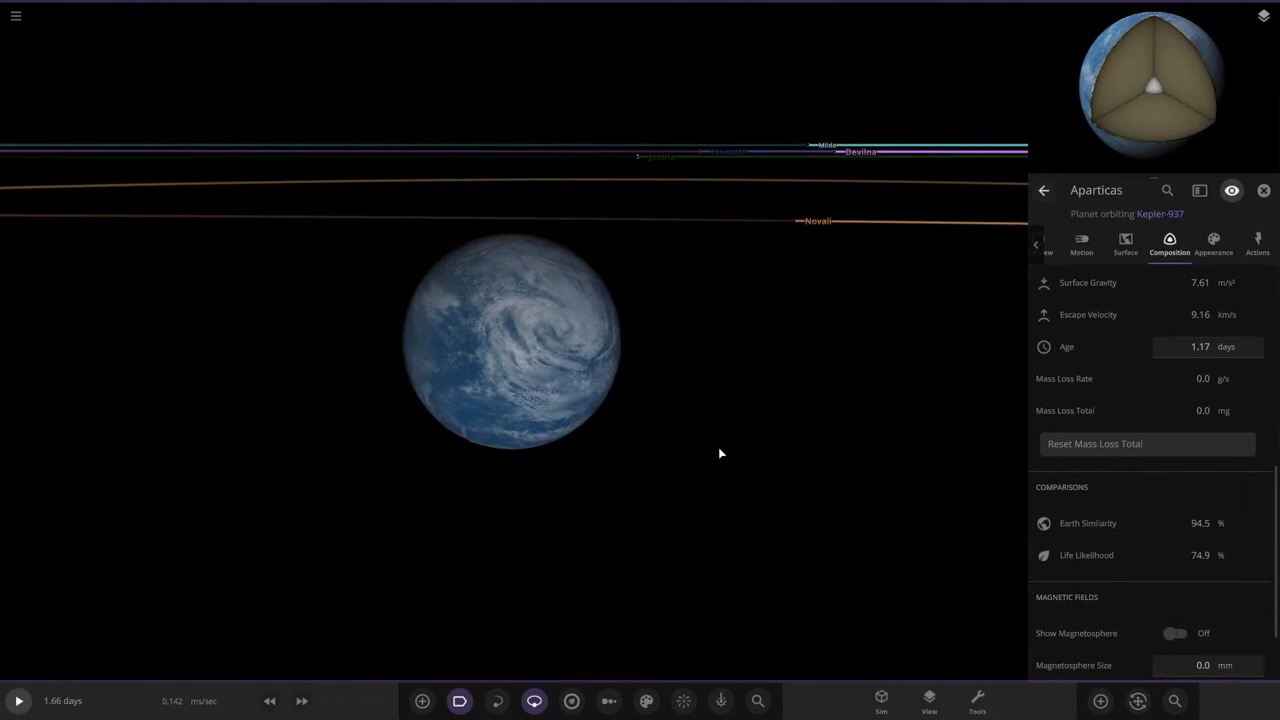 Milda
Devilna
Novali
Aparticas
Planet orbiting Kepler-937
ew
Motion
Surface
Composition
Appearance
Actions
Surface Gravity 7.61 m/s²
Escape Velocity 9.16 km/s
Age 1.17 days
Mass Loss Rate 0.0 g/s
Mass Loss Total 0.0 mg
Reset Mass Loss Total
COMPARISONS
Earth Similarity 94.5 %
Life Likelihood 74.9 %
MAGNETIC FIELDS
Show Magnetosphere Off
Magnetosphere Size 0.0 mm
1.66 days
0.142 ms/sec
Sim
View
Tools